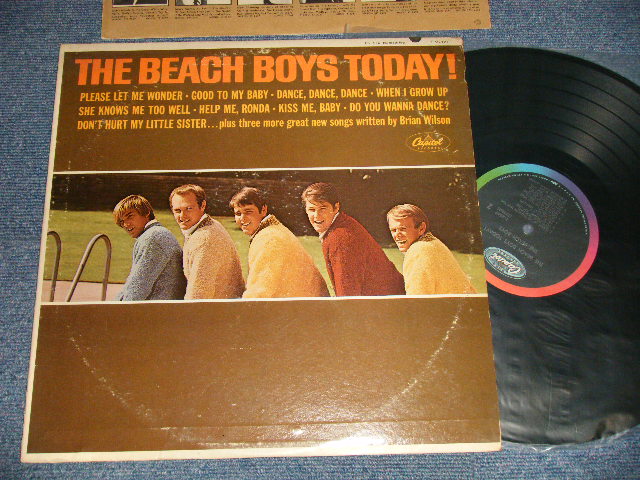 THE BEACH BOYS TODAY!
PLEASE LET ME WONDER · GOOD TO MY BABY · DANCE, DANCE, DANCE · WHEN I GROW UP
SHE KNOWS ME TOO WELL · HELP ME, RONDA · KISS ME, BABY · DO YOU WANNA DANCE?
DON'T HURT MY LITTLE SISTER...plus three more great new songs written by Brian Wilson
Capitol
Capitol